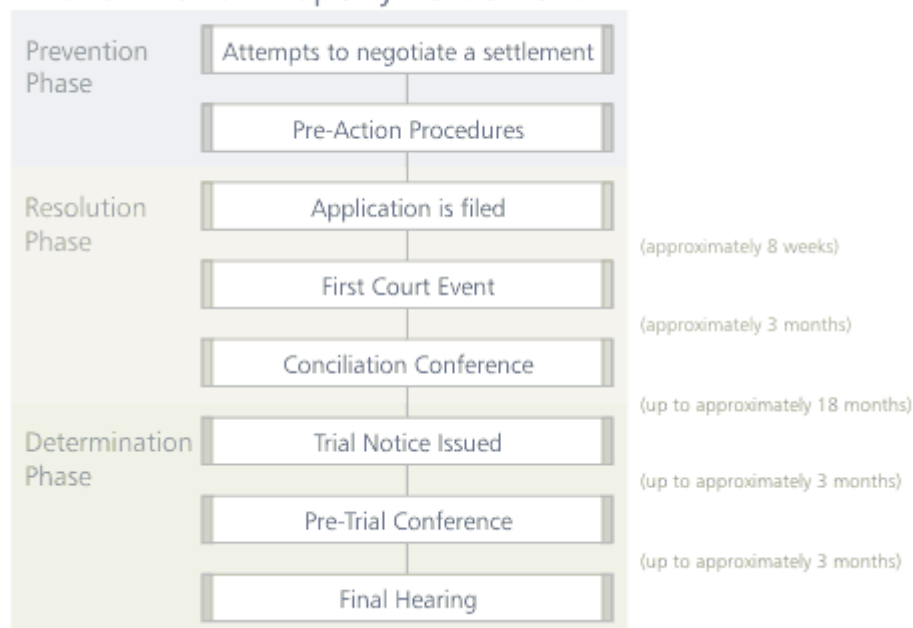 Prevention
Phase
Attempts to negotiate a settlement
Pre-Action Procedures
Resolution
Phase
Application is filed
(approximately 8 weeks)
First Court Event
(approximately 3 months)
Conciliation Conference
(up to approximately 18 months)
Determination
Phase
Trial Notice Issued
(up to approximately 3 months)
Pre-Trial Conference
(up to approximately 3 months)
Final Hearing